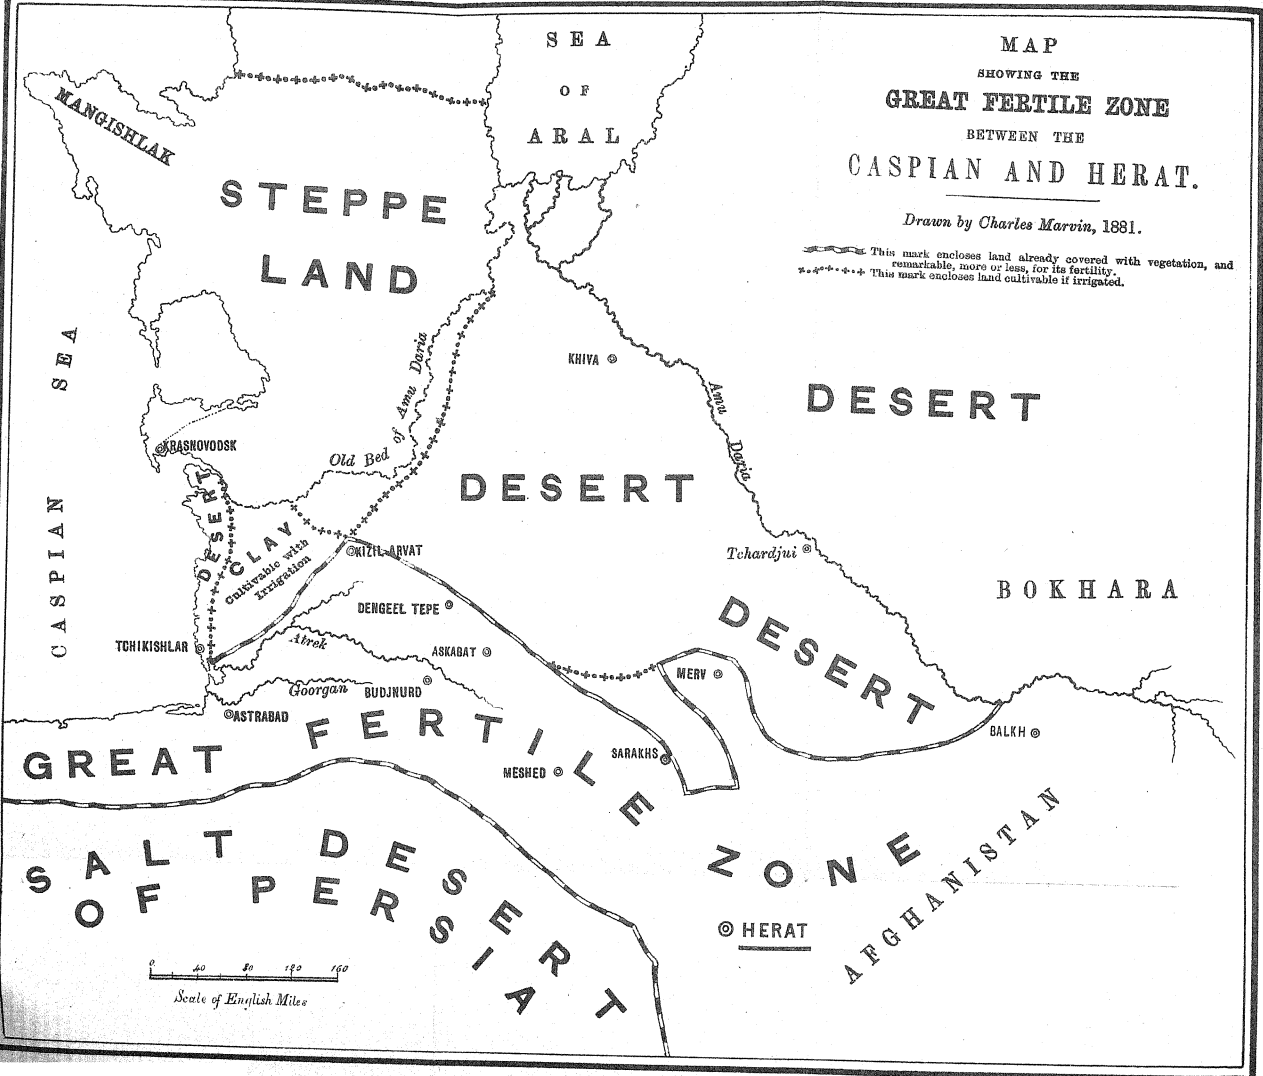 MAP
SHOWING THE
GREAT FERTILE ZONE
BETWEEN THE
CASPIAN AND HERAT.
Drawn by Charles Marvin, 1881.
This mark encloses land already covered with vegetation, and
remarkable, more or less, for its fertility.
This mark encloses land cultivable if irrigated.
SEA
OF
ARAL
MANGISHLAK
STEPPE
LAND
CASPIAN SEA
KHIVA
DESERT
Amu Daria
Old Bed of Amu Daria
KRASNOVODSK
DESERT
DESERT
CLAY
Cultivable with
Irrigation
KIZIL-ARVAT
Tchardjui
BOKHARA
DENGEEL TEPE
DESERT
TCHIKISHLAR
Atrek
ASKABAT
MERV
Goorgan
BUDJNURD
ASTRABAD
BALKH
SARAKHS
MESHED
GREAT FERTILE ZONE
AFGHANISTAN
SALT DESERT
OF PERSIA
HERAT
0 40 80 120 160
Scale of English Miles